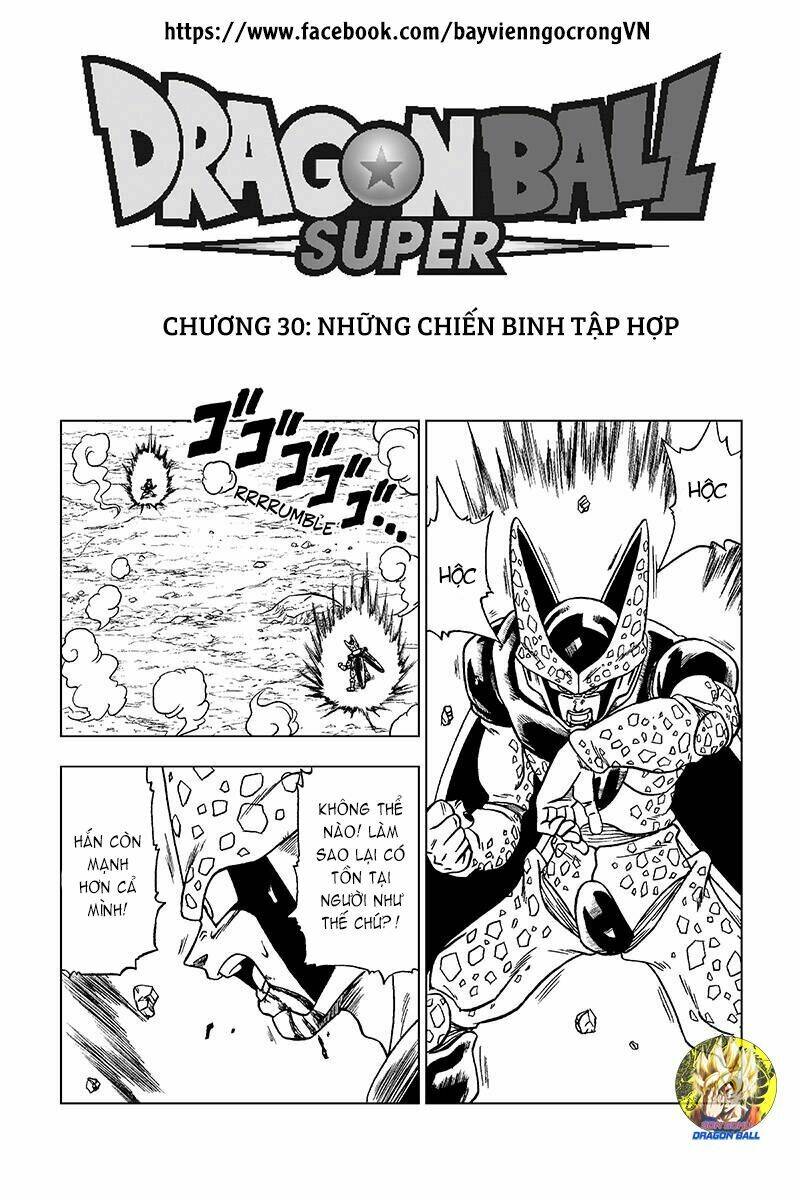 https://www.facebook.com/bayvienngocrongVN
DRAGON BALL
SUPER
CHƯƠNG 30: NHỮNG CHIẾN BINH TẬP HỢP
HỘC
HỘC
ゴゴゴゴゴ...
RRRRUMBLE
KHÔNG THỂ
NÀO! LÀM
SAO LẠI CÓ
TỒN TẠI
NGƯỜI NHƯ
THẾ CHỨ?!
HẮN CÒN
MẠNH
HƠN CẢ
MÌNH!
SON GOKU
DRAGON BALL